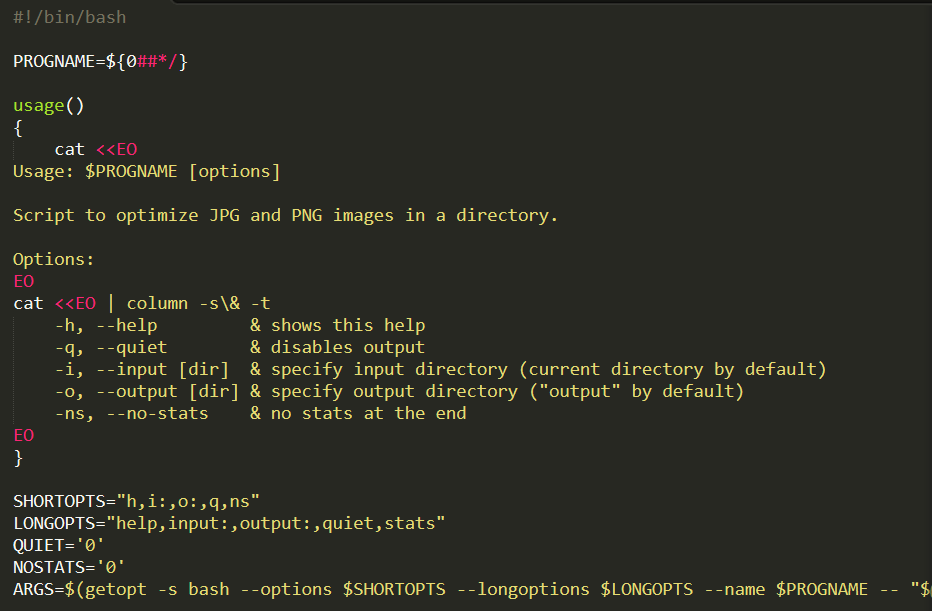 #!/bin/bash
PROGNAME=${0##*/}
usage()
{
cat <<EO
Usage: $PROGNAME [options]
Script to optimize JPG and PNG images in a directory.
Options:
EO
cat <<EO | column -s\& -t
-h, --help & shows this help
-q, --quiet & disables output
-i, --input [dir] & specify input directory (current directory by default)
-o, --output [dir] & specify output directory ("output" by default)
-ns, --no-stats & no stats at the end
EO
}
SHORTOPTS="h,i:,o:,q,ns"
LONGOPTS="help,input:,output:,quiet,stats"
QUIET='0'
NOSTATS='0'
ARGS=$(getopt -s bash --options $SHORTOPTS --longoptions $LONGOPTS --name $PROGNAME -- "$